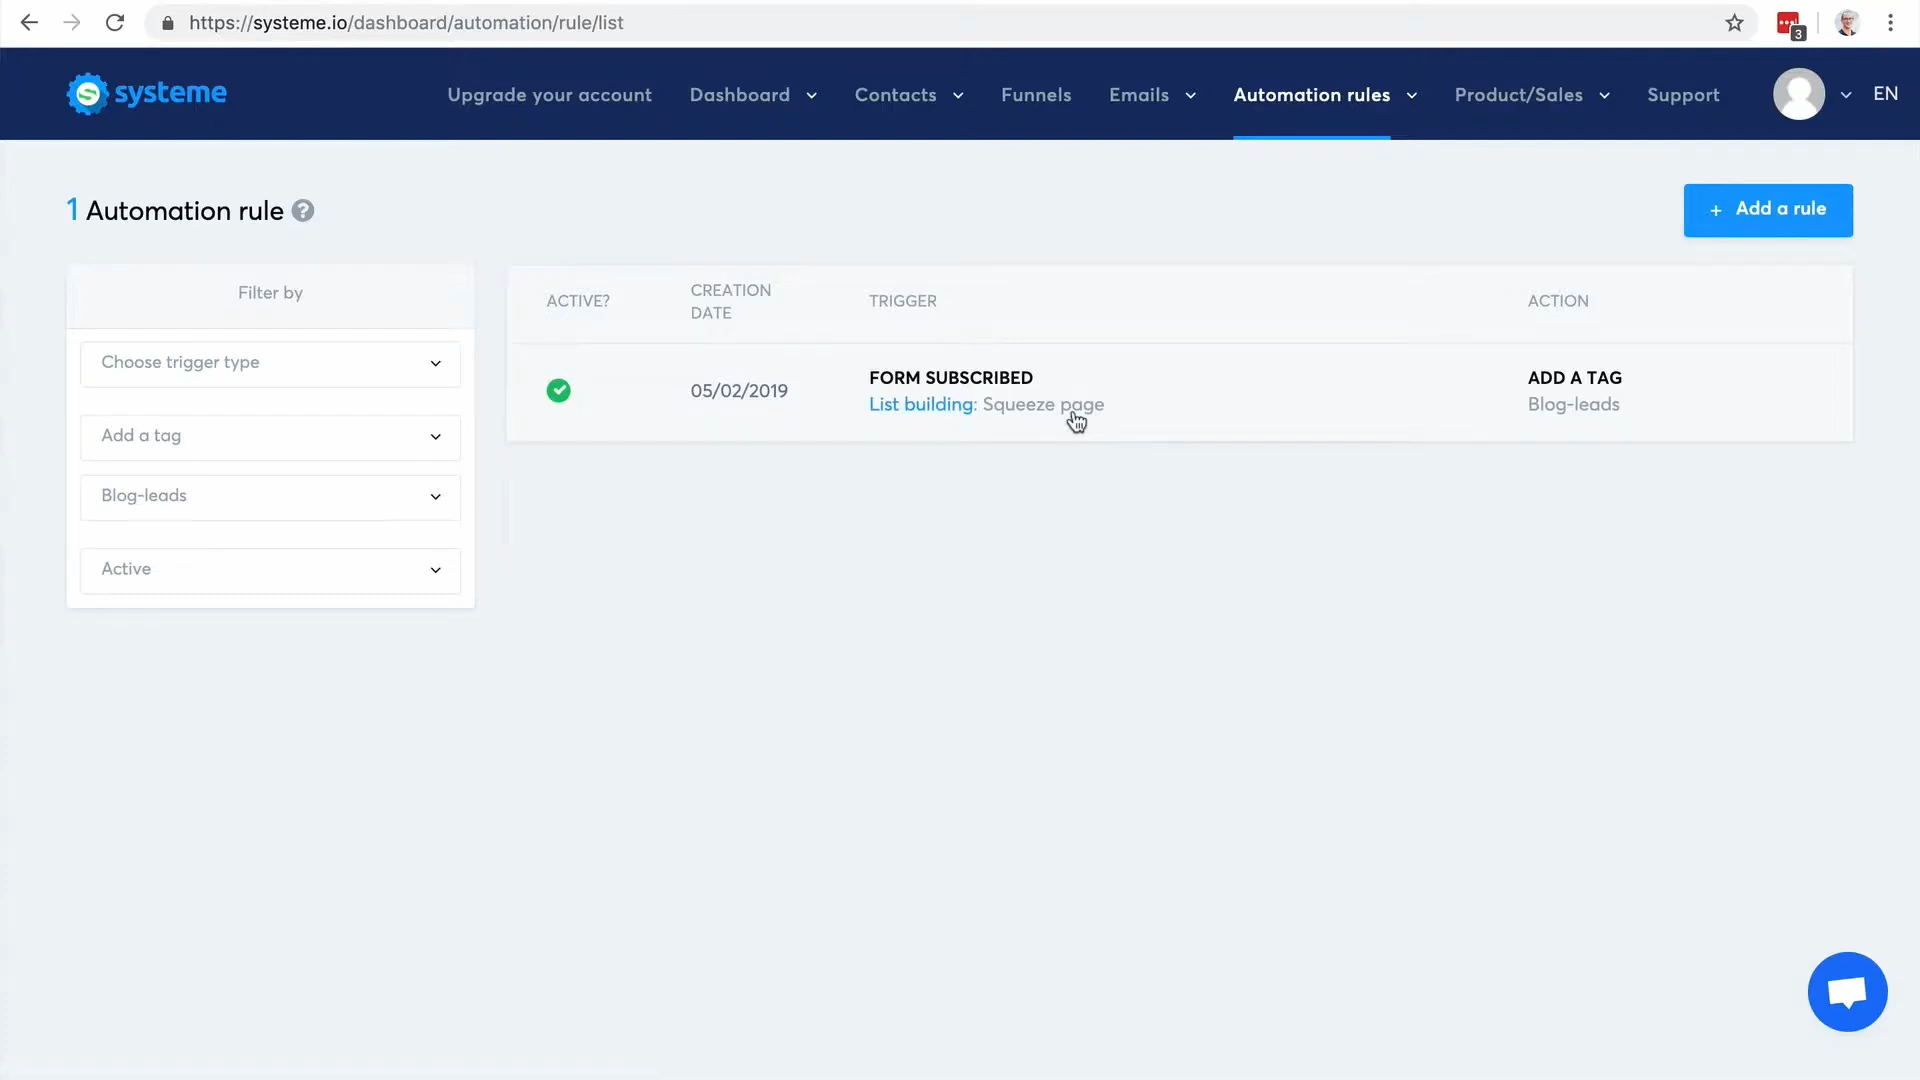 https://systeme.io/dashboard/automation/rule/list
3
systeme
Upgrade your account
Dashboard
Contacts
Funnels
Emails
Automation rules
Product/Sales
Support
EN
1 Automation rule ?
+ Add a rule
Filter by
Choose trigger type
Add a tag
Blog-leads
Active
ACTIVE?
CREATION
DATE
TRIGGER
ACTION
05/02/2019
FORM SUBSCRIBED
List building: Squeeze page
ADD A TAG
Blog-leads